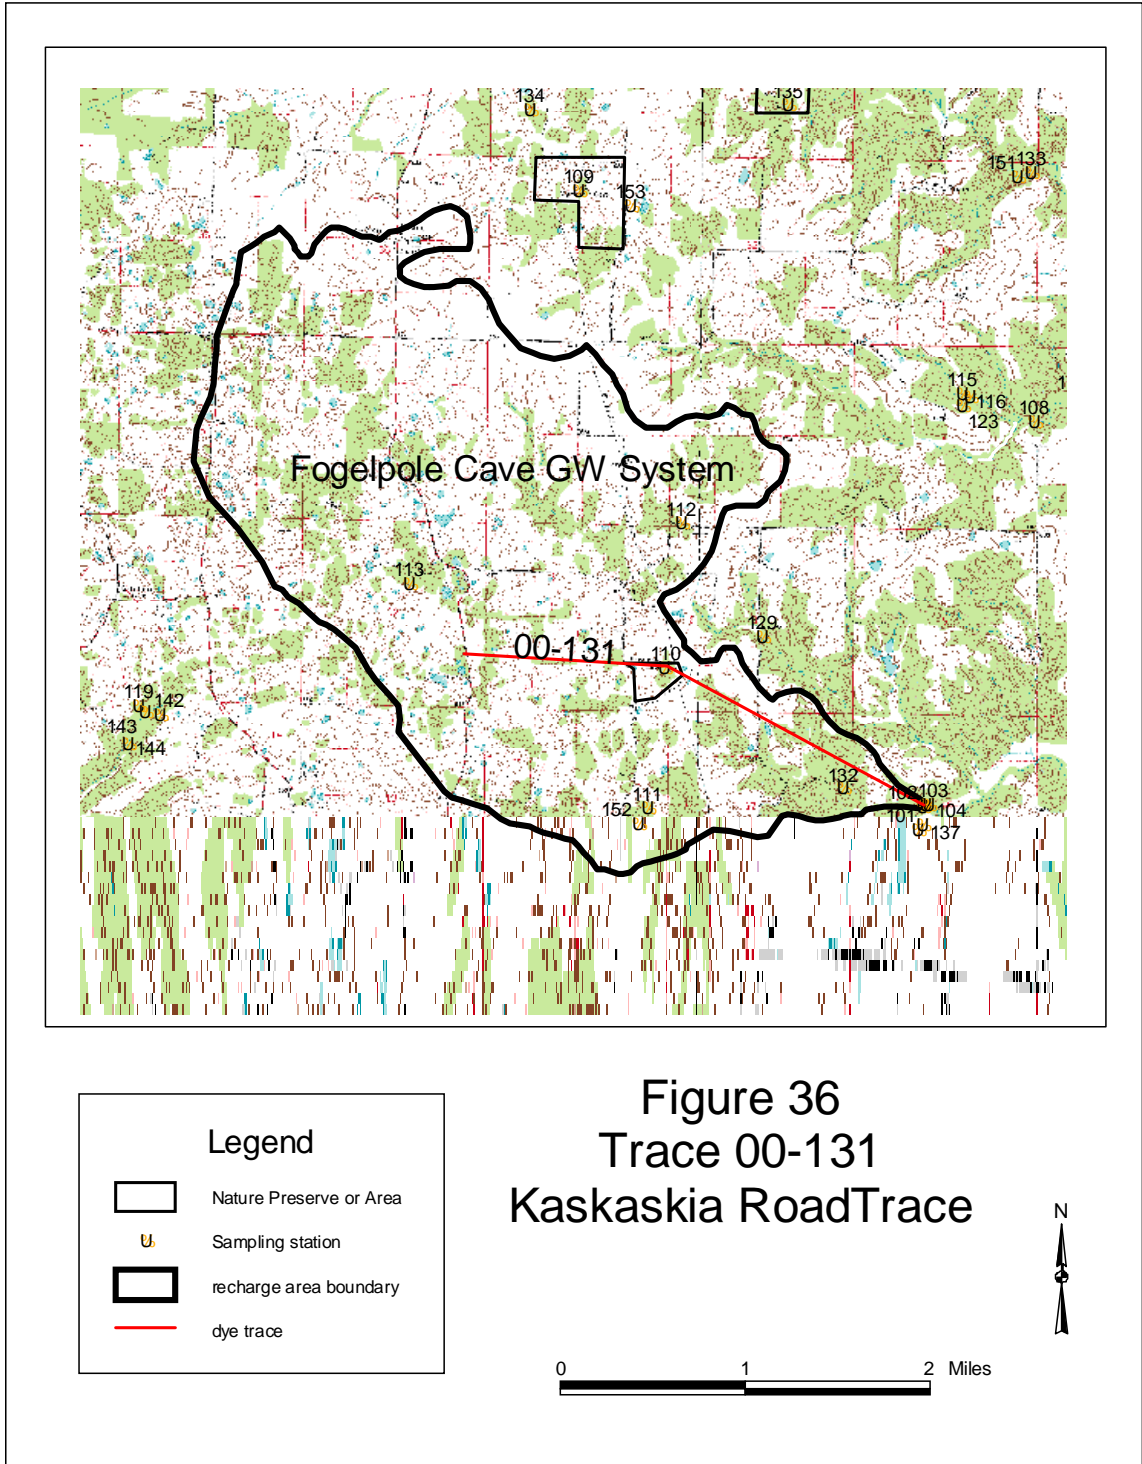 134
135
109
153
151
133
115
116
123
108
1
Fogelpole Cave GW System
112
113
129
00-131
110
119
142
143
144
132
111
152
103
104
101
137
Figure 36
Trace 00-131
Kaskaskia RoadTrace
Legend
Nature Preserve or Area
U Sampling station
recharge area boundary
dye trace
N
0 1 2 Miles